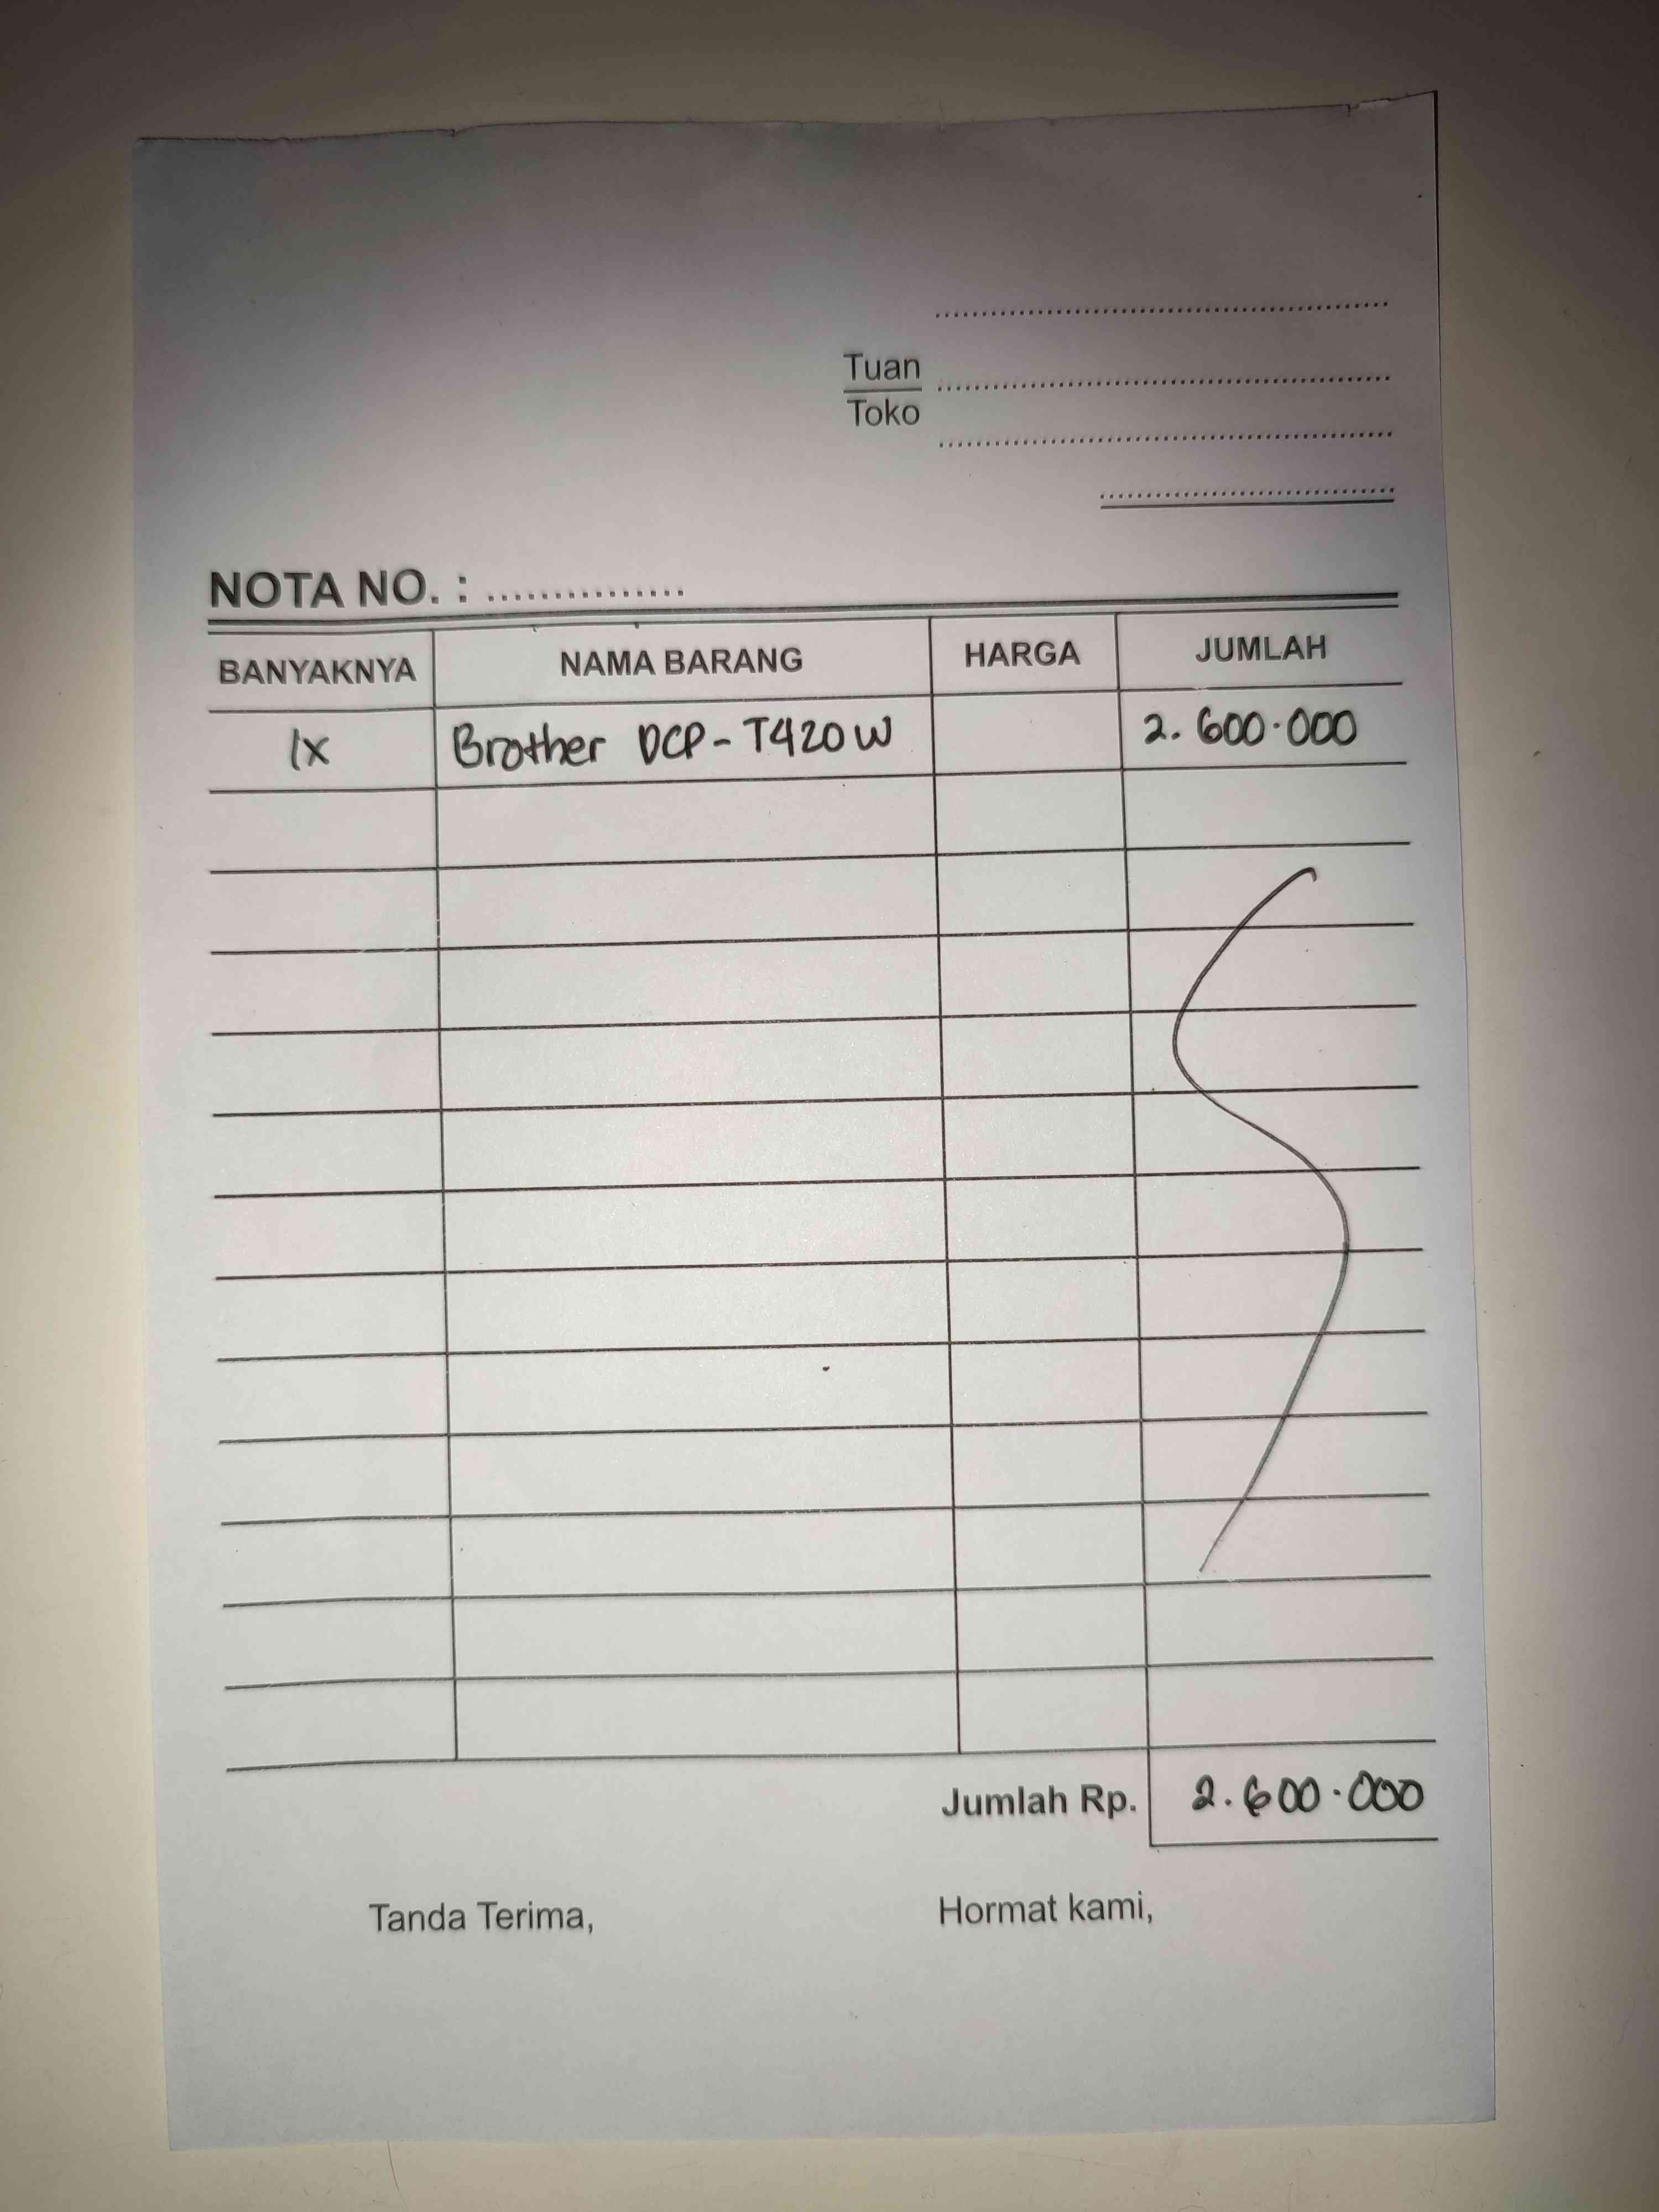 Tuan
Toko
NOTA NO. : ...............
BANYAKNYA NAMA BARANG HARGA JUMLAH
1x Brother DCP-T420W 2.600.000
Jumlah Rp. 2.600.000
Tanda Terima, Hormat kami,